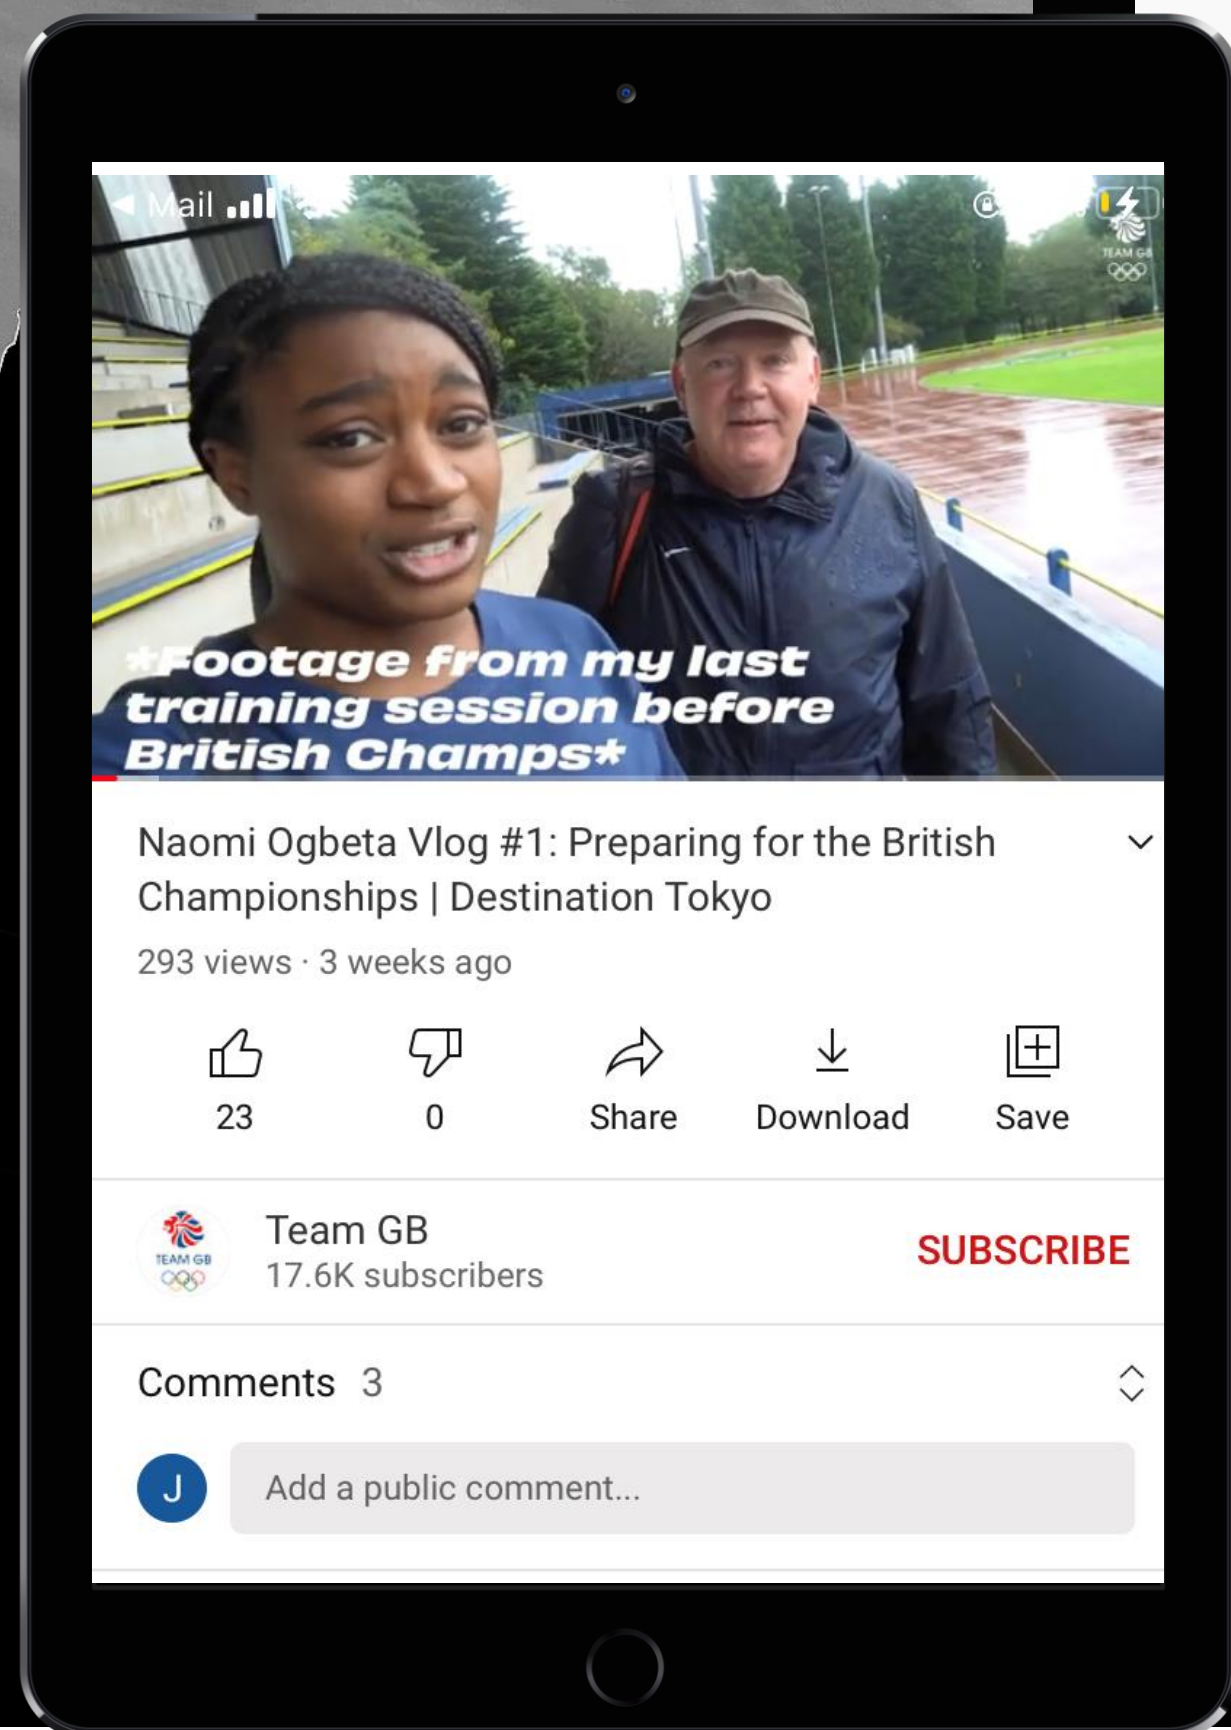 Mail
TEAM GB
*Footage from my last
training session before
British Champs*
Naomi Ogbeta Vlog #1: Preparing for the British
Championships | Destination Tokyo
293 views · 3 weeks ago
23
0
Share
Download
Save
TEAM GB
Team GB
17.6K subscribers
SUBSCRIBE
Comments 3
J
Add a public comment...